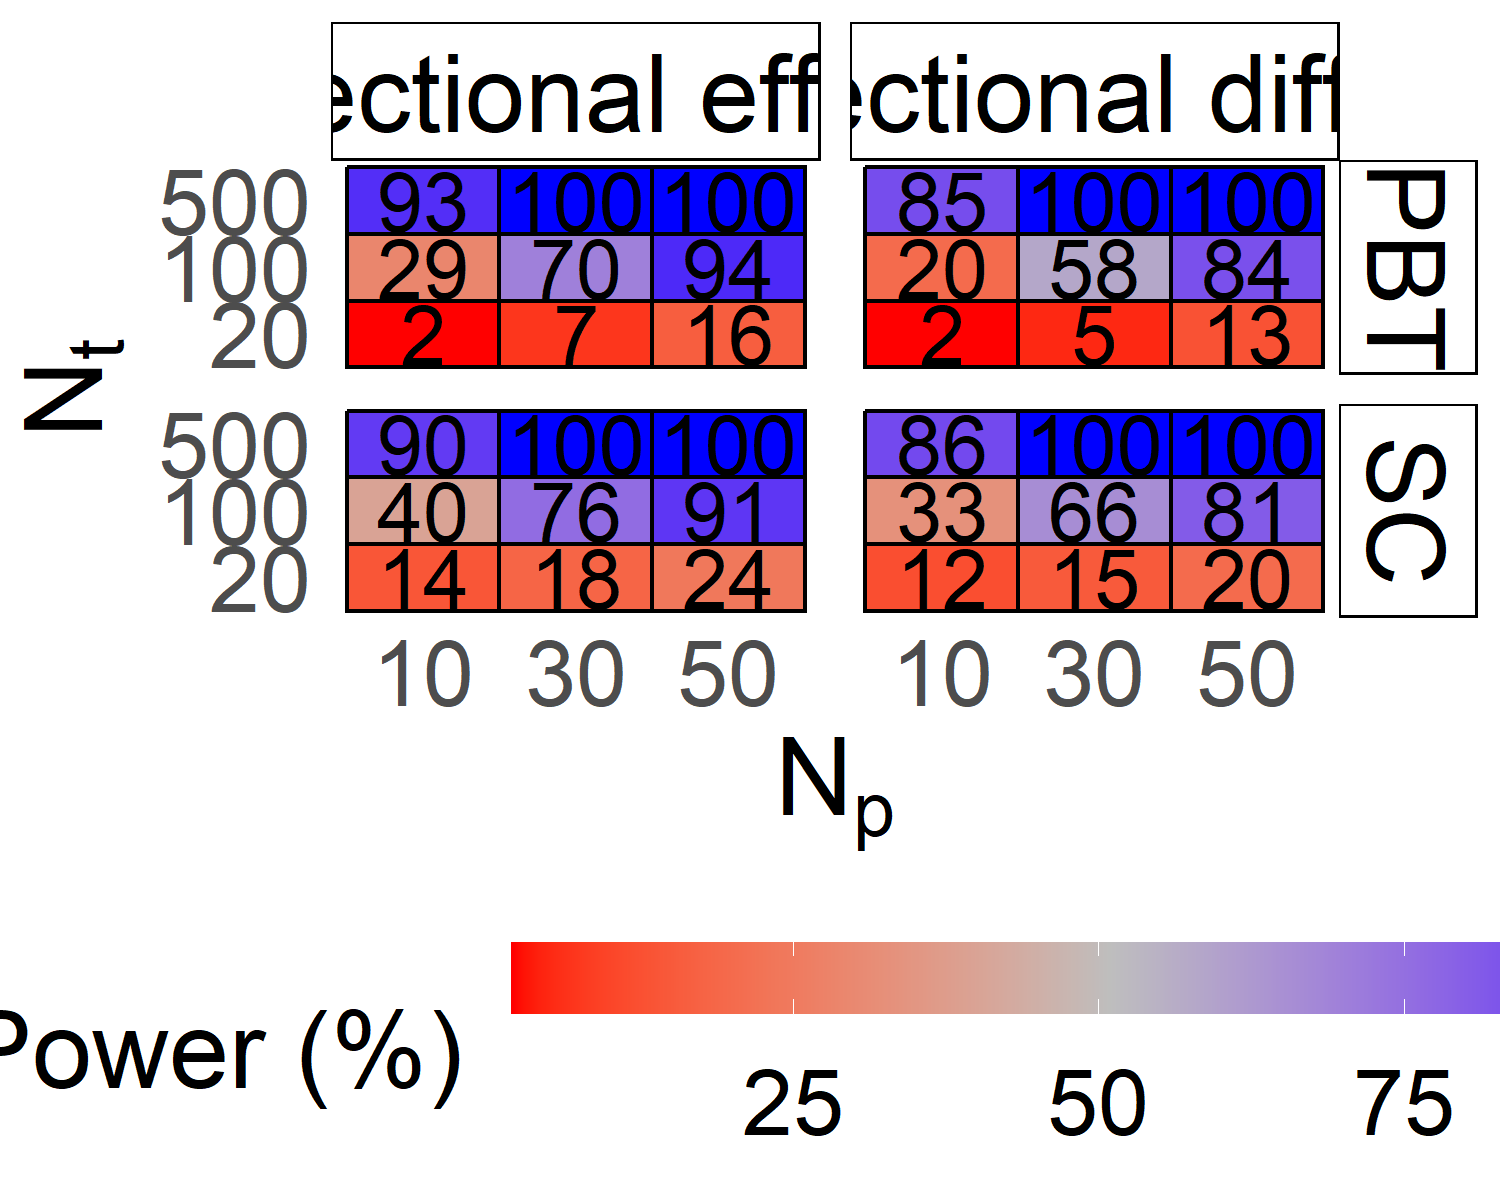 ectional eff
ectional diff
500 93 100 100 85 100 100 PBT
100 29 70 94 20 58 84
20 2 7 16 2 5 13
N_t
500 90 100 100 86 100 100 SC
100 40 76 91 33 66 81
20 14 18 24 12 15 20
10 30 50 10 30 50
N_p
Power (%)
25 50 75